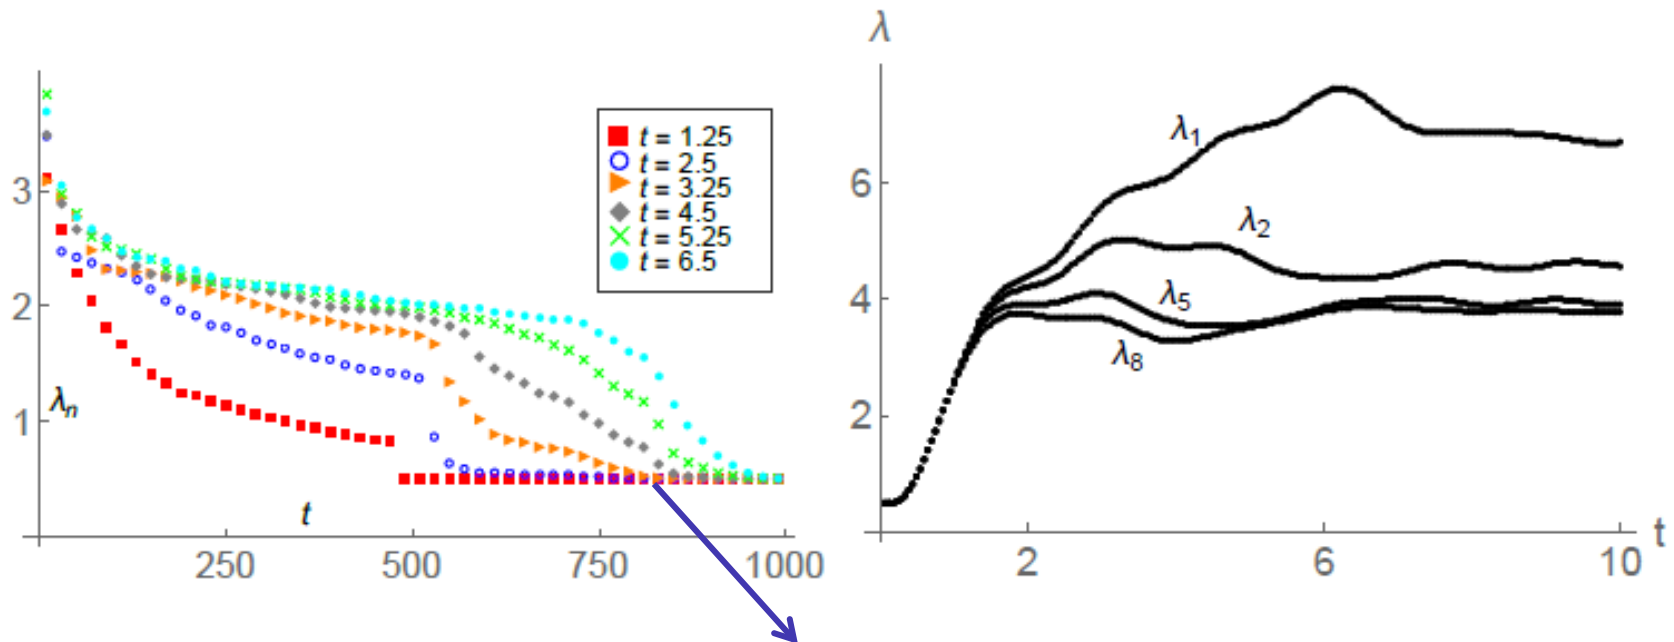 t = 1.25
t = 2.5
t = 3.25
t = 4.5
t = 5.25
t = 6.5
3
2
1
λn
t
250
500
750
1000
λ
6
4
2
λ1
λ2
λ5
λ8
2
6
10
t